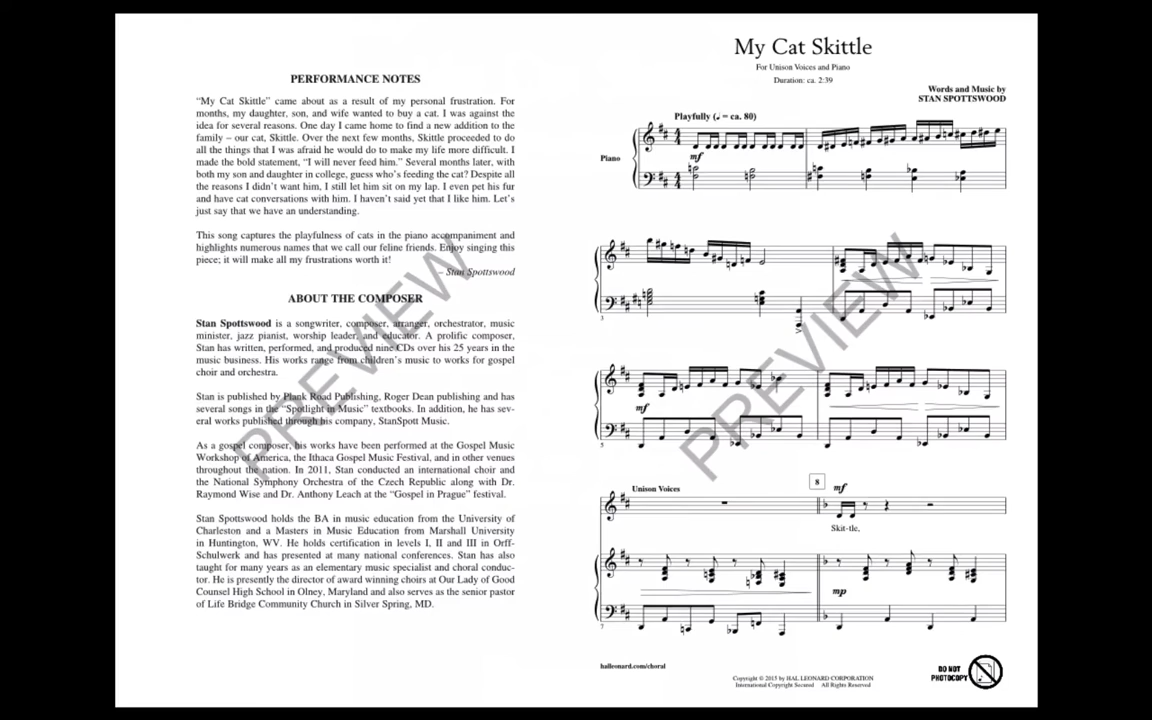 PERFORMANCE NOTES
“My Cat Skittle” came about as a result of my personal frustration. For
months, my daughter, son, and wife wanted to buy a cat. I was against the
idea for several reasons. One day I came home to find a new addition to the
family – our cat, Skittle. Over the next few months, Skittle proceeded to do
all the things that I was afraid he would do to make my life more difficult. I
made the bold statement, “I will never feed him.” Several months later, with
both my son and daughter in college, guess who’s feeding the cat? Despite all
the reasons I didn’t want him, I still let him sit on my lap. I even pet his fur
and have cat conversations with him. I haven’t said yet that I like him. Let’s
just say that we have an understanding.
This song captures the playfulness of cats in the piano accompaniment and
highlights numerous names that we call our feline friends. Enjoy singing this
piece; it will make all my frustrations worth it!
– Stan Spottswood
ABOUT THE COMPOSER
Stan Spottswood is a songwriter, composer, arranger, orchestrator, music
minister, jazz pianist, worship leader, and educator. A prolific composer,
Stan has written, performed, and produced nine CDs over his 25 years in the
music business. His works range from children’s music to works for gospel
choir and orchestra.
Stan is published by Plank Road Publishing, Roger Dean publishing and has
several songs in the “Spotlight in Music” textbooks. In addition, he has sev-
eral works published through his company, StanSpott Music.
As a gospel composer, his works have been performed at the Gospel Music
Workshop of America, the Ithaca Gospel Music Festival, and in other venues
throughout the nation. In 2011, Stan conducted an international choir and
the National Symphony Orchestra of the Czech Republic along with Dr.
Raymond Wise and Dr. Anthony Leach at the “Gospel in Prague” festival.
Stan Spottswood holds the BA in music education from the University of
Charleston and a Masters in Music Education from Marshall University
in Huntington, WV. He holds certification in levels I, II and III in Orff-
Schulwerk and has presented at many national conferences. Stan has also
taught for many years as an elementary music specialist and choral conduc-
tor. He is presently the director of award winning choirs at Our Lady of Good
Counsel High School in Olney, Maryland and also serves as the senior pastor
of Life Bridge Community Church in Silver Spring, MD.
PREVIEW
My Cat Skittle
For Unison Voices and Piano
Duration: ca. 2:39
Words and Music by
STAN SPOTTSWOOD
Playfully (♩ = ca. 80)
Piano
4 4
mf
4 4
3
mf
5
Unison Voices
8
mf
Skit-tle,
mp
7
PREVIEW
halleonard.com/choral
Copyright © 2015 by HAL LEONARD CORPORATION
International Copyright Secured All Rights Reserved
DO NOT
PHOTOCOPY